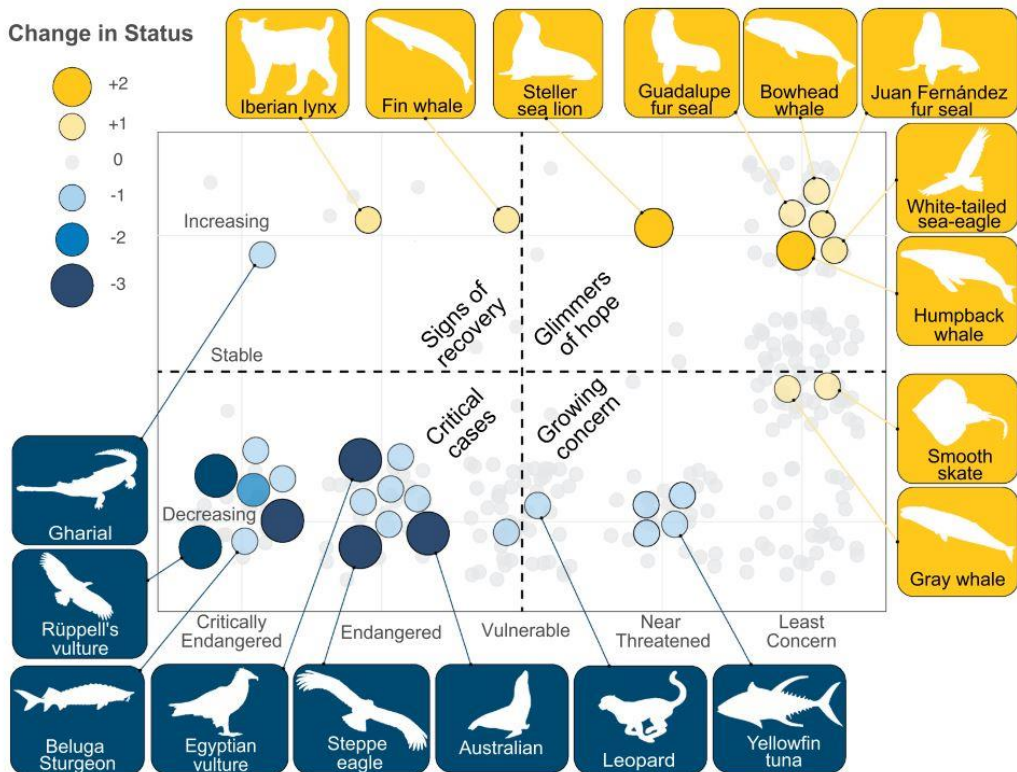 Change in Status
+2
+1
0
-1
-2
-3
Iberian lynx
Fin whale
Steller
sea lion
Guadalupe
fur seal
Bowhead
whale
Juan Fernández
fur seal
White-tailed
sea-eagle
Humpback
whale
Smooth
skate
Gray whale
Increasing
Stable
Decreasing
Signs of
recovery
Glimmers
of hope
Critical
cases
Growing
concern
Critically
Endangered
Endangered
Vulnerable
Near
Threatened
Least
Concern
Gharial
Rüppell's
vulture
Beluga
Sturgeon
Egyptian
vulture
Steppe
eagle
Australian
Leopard
Yellowfin
tuna